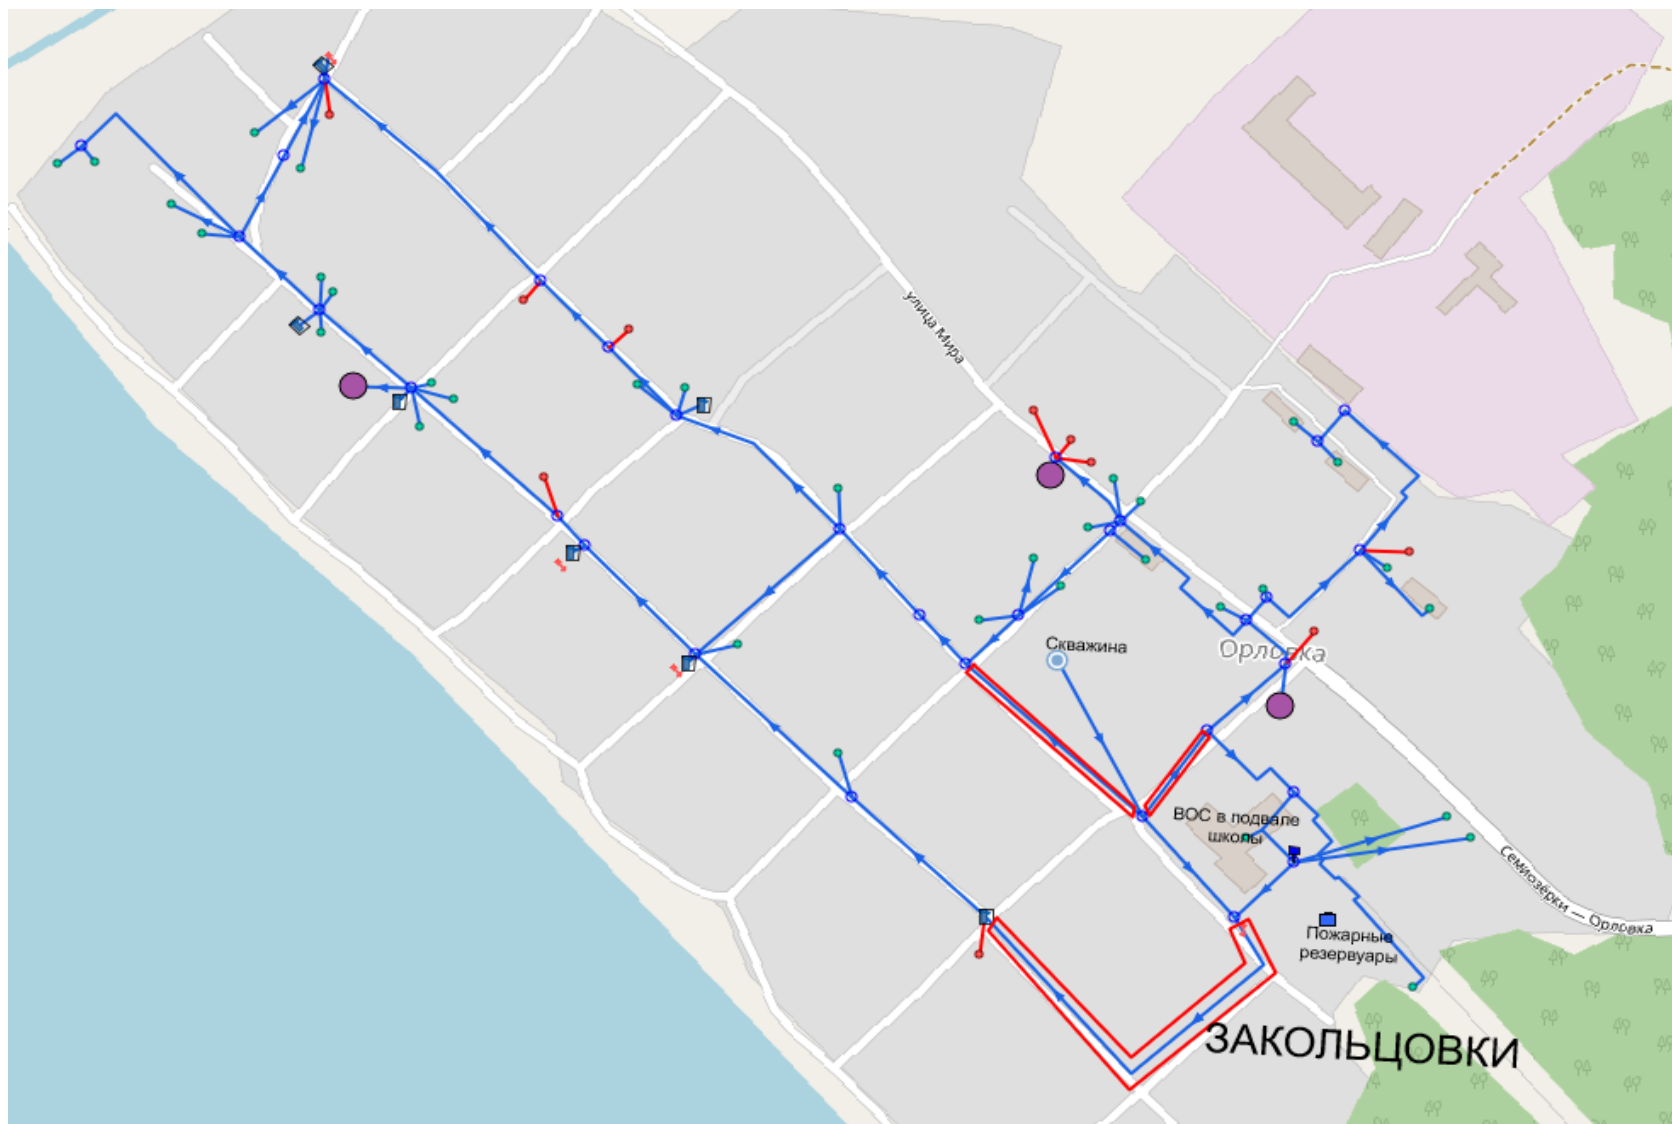 улица Мира
Скважина
Орловка
ВОС в подвале
школы
Семиозёрки — Орловка
Пожарные
резервуары
ЗАКОЛЬЦОВКИ